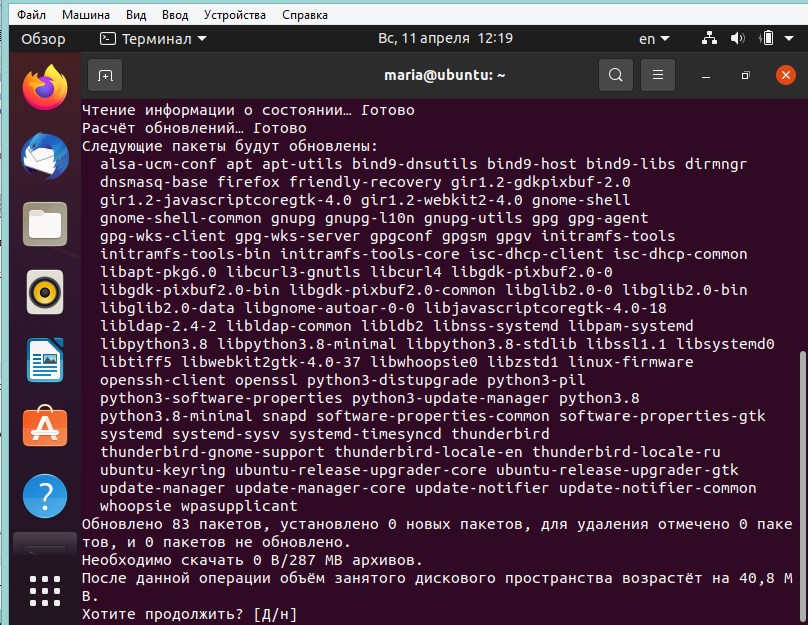 Файл Машина Вид Ввод Устройства Справка
Обзор Терминал Вс, 11 апреля 12:19 en
maria@ubuntu: ~
Чтение информации о состоянии… Готово
Расчёт обновлений… Готово
Следующие пакеты будут обновлены:
alsa-ucm-conf apt apt-utils bind9-dnsutils bind9-host bind9-libs dirmngr
dnsmasq-base firefox friendly-recovery gir1.2-gdkpixbuf-2.0
gir1.2-javascriptcoregtk-4.0 gir1.2-webkit2-4.0 gnome-shell
gnome-shell-common gnupg gnupg-l10n gnupg-utils gpg gpg-agent
gpg-wks-client gpg-wks-server gpgconf gpgsm gpgv initramfs-tools
initramfs-tools-bin initramfs-tools-core isc-dhcp-client isc-dhcp-common
libapt-pkg6.0 libcurl3-gnutls libcurl4 libgdk-pixbuf2.0-0
libgdk-pixbuf2.0-bin libgdk-pixbuf2.0-common libglib2.0-0 libglib2.0-bin
libglib2.0-data libgnome-autoar-0-0 libjavascriptcoregtk-4.0-18
libldap-2.4-2 libldap-common libldb2 libnss-systemd libpam-systemd
libpython3.8 libpython3.8-minimal libpython3.8-stdlib libssl1.1 libsystemd0
libtiff5 libwebkit2gtk-4.0-37 libwhoopsie0 libzstd1 linux-firmware
openssh-client openssl python3-distupgrade python3-pil
python3-software-properties python3-update-manager python3.8
python3.8-minimal snapd software-properties-common software-properties-gtk
systemd systemd-sysv systemd-timesyncd thunderbird
thunderbird-gnome-support thunderbird-locale-en thunderbird-locale-ru
ubuntu-keyring ubuntu-release-upgrader-core ubuntu-release-upgrader-gtk
update-manager update-manager-core update-notifier update-notifier-common
whoopsie wpasupplicant
Обновлено 83 пакетов, установлено 0 новых пакетов, для удаления отмечено 0 паке
тов, и 0 пакетов не обновлено.
Необходимо скачать 0 B/287 MB архивов.
После данной операции объём занятого дискового пространства возрастёт на 40,8 M
B.
Хотите продолжить? [Д/н]